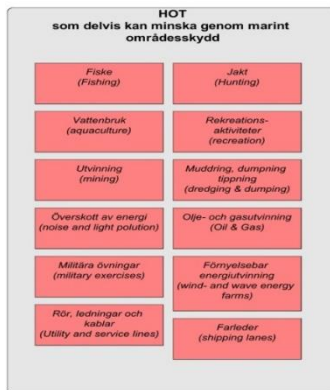 HOT
som delvis kan minska genom marint
områdesskydd
Fiske
(Fishing)
Jakt
(Hunting)
Vattenbruk
(aquaculture)
Rekreations-
aktiviteter
(recreation)
Utvinning
(mining)
Muddring, dumpning
tippning
(dredging & dumping)
Överskott av energi
(noise and light polution)
Olje- och gasutvinning
(Oil & Gas)
Militära övningar
(military exercises)
Förnyelsebar
energiutvinning
(wind- and wave energy
farms)
Rör, ledningar och
kablar
(Utility and service lines)
Farleder
(shipping lanes)